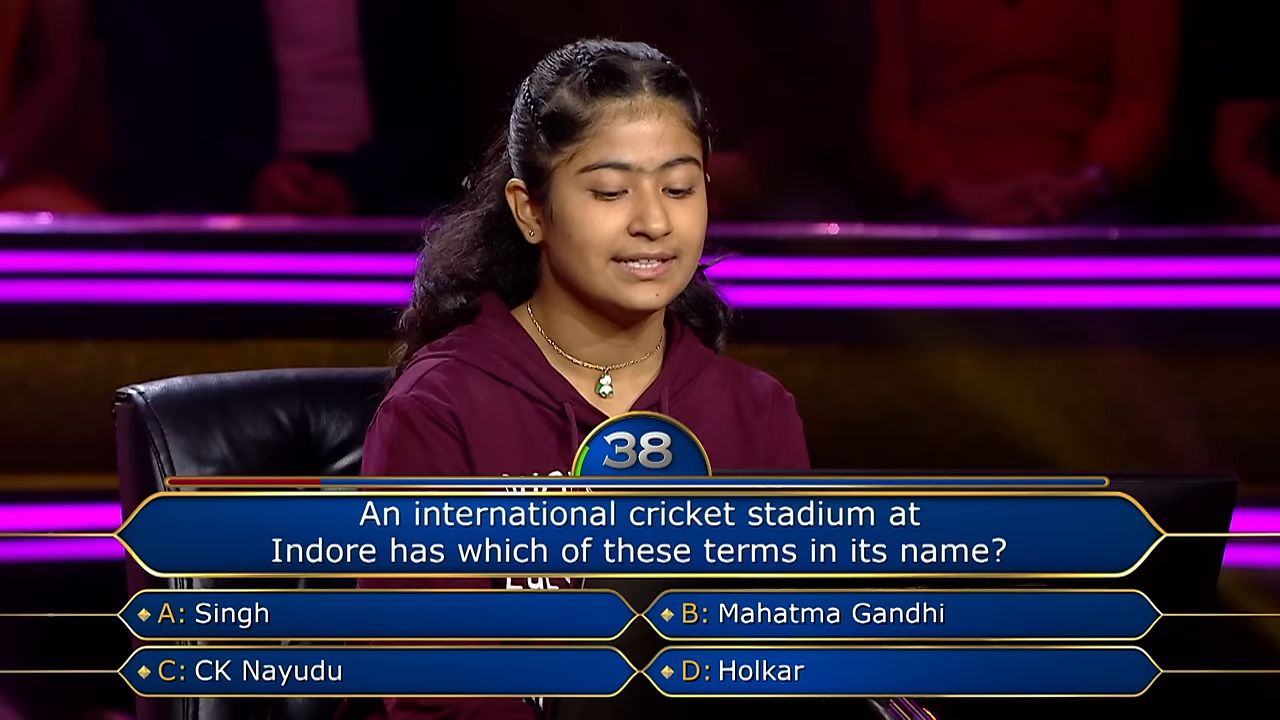 38
An international cricket stadium at
Indore has which of these terms in its name?
A: Singh
B: Mahatma Gandhi
C: CK Nayudu
D: Holkar